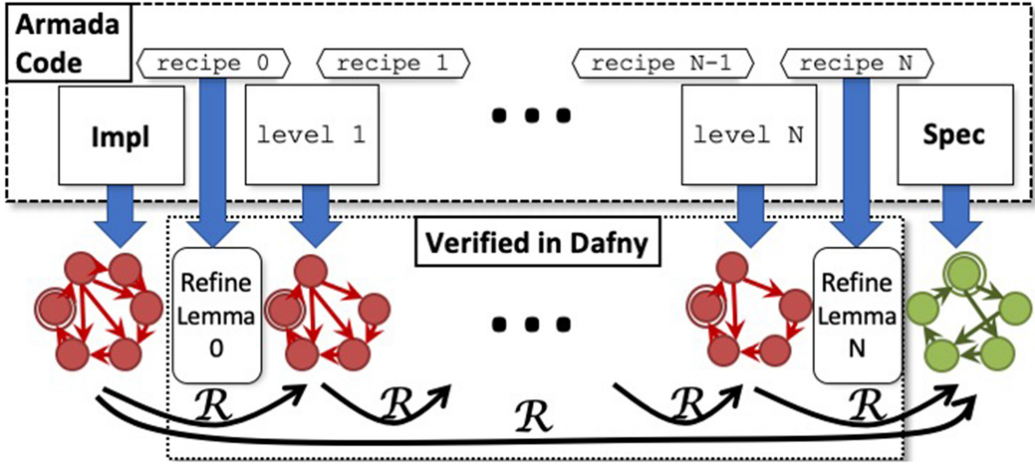 Armada
Code
recipe 0
recipe 1
recipe N-1
recipe N
Impl
level 1
level N
Spec
Verified in Dafny
Refine
Lemma
0
Refine
Lemma
N
ℛ
ℛ
ℛ
ℛ
ℛ